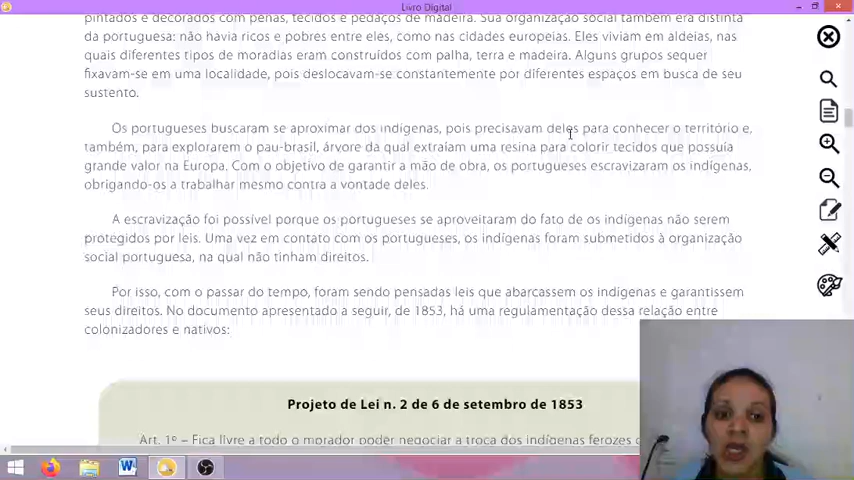 Livro Digital
pintados e decorados com penas, tecidos e pedaços de madeira. Sua organização social também era distinta
da portuguesa: não havia ricos e pobres entre eles, como nas cidades europeias. Eles viviam em aldeias, nas
quais diferentes tipos de moradias eram construídos com palha, terra e madeira. Alguns grupos sequer
fixavam-se em uma localidade, pois deslocavam-se constantemente por diferentes espaços em busca de seu
sustento.
Os portugueses buscaram se aproximar dos indígenas, pois precisavam deles para conhecer o território e,
também, para explorarem o pau-brasil, árvore da qual extraíam uma resina para colorir tecidos que possuía
grande valor na Europa. Com o objetivo de garantir a mão de obra, os portugueses escravizaram os indígenas,
obrigando-os a trabalhar mesmo contra a vontade deles.
A escravização foi possível porque os portugueses se aproveitaram do fato de os indígenas não serem
protegidos por leis. Uma vez em contato com os portugueses, os indígenas foram submetidos à organização
social portuguesa, na qual não tinham direitos.
Por isso, com o passar do tempo, foram sendo pensadas leis que abarcassem os indígenas e garantissem
seus direitos. No documento apresentado a seguir, de 1853, há uma regulamentação dessa relação entre
colonizadores e nativos:
Projeto de Lei n. 2 de 6 de setembro de 1853
Art. 1º – Fica livre a todo o morador poder negociar a troca dos indígenas ferozes